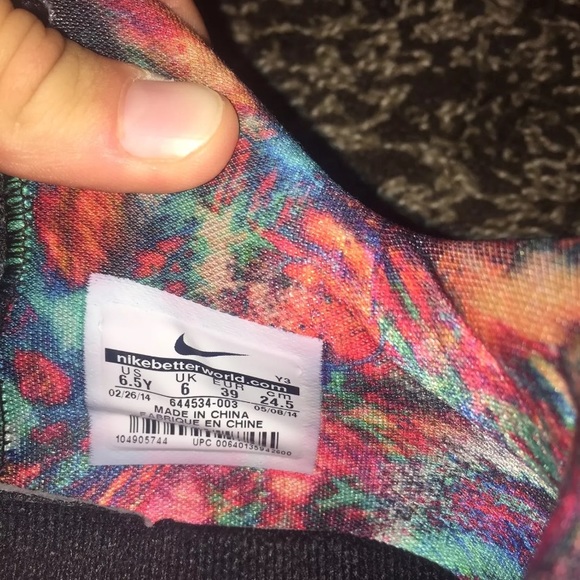 Y3
nikebetterworld.com
US UK EUR cm
6.5Y 6 39 24.5
02/26/14 644534-003 05/08/14
MADE IN CHINA
FABRIQUE EN CHINE
104905744 UPC